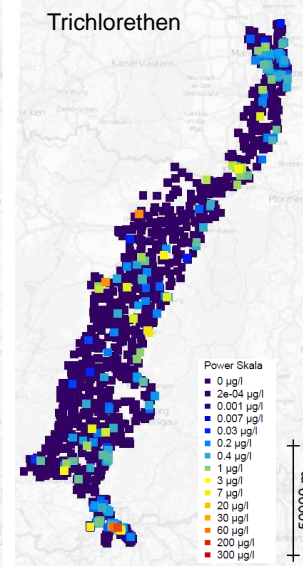 Trichlorethen
Kaiserslautern
Pforzhei
Power Skala
0 µg/l
2e-04 µg/l
0.001 µg/l
0.007 µg/l
0.03 µg/l
0.2 µg/l
0.4 µg/l
1 µg/l
3 µg/l
7 µg/l
20 µg/l
30 µg/l
60 µg/l
200 µg/l
300 µg/l
50000 m